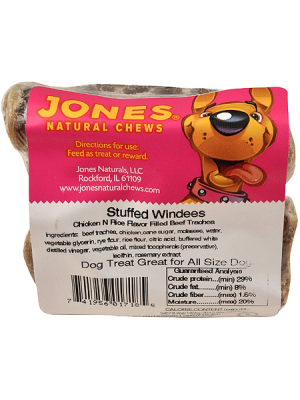 JONES®
NATURAL CHEWS
Directions for use:
Feed as treat or reward.
Jones Naturals, LLC
Rockford, IL 61109
www.jonesnaturalchews.com
Stuffed Windees
Chicken N Rice Flavor Filled Beef Trachea
Ingredients: beef trachea, chicken, cane sugar, molasses, water,
vegetable glycerin, rye flour, rice flour, citric acid, buffered white
distilled vinegar, vegetable oil, mixed tocopherols (preservative),
lecithin, rosemary extract
Dog Treat Great for All Size Dog
Guaranteed Analysis
Crude protein...(min) 29%
Crude fat.......(min) 8%
Crude fiber.....(max) 1.5%
Moisture........(max) 20%
CALORIE CONTENT